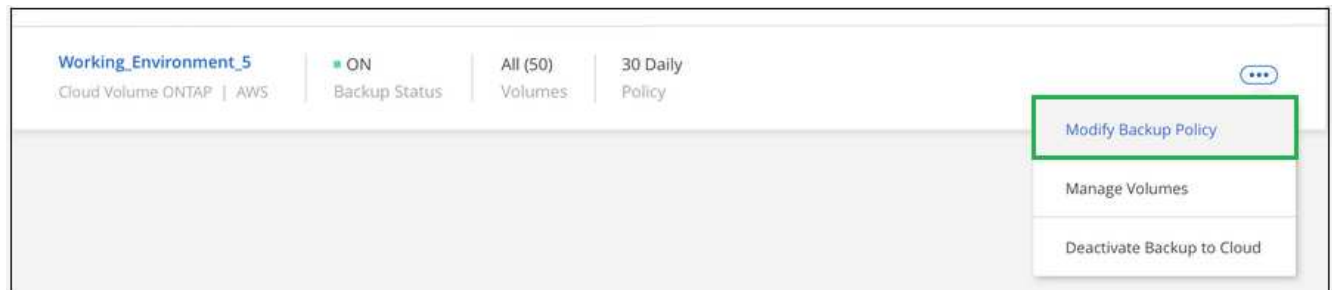 Working_Environment_5
Cloud Volume ONTAP | AWS
ON
Backup Status
All (50)
Volumes
30 Daily
Policy
Modify Backup Policy
Manage Volumes
Deactivate Backup to Cloud